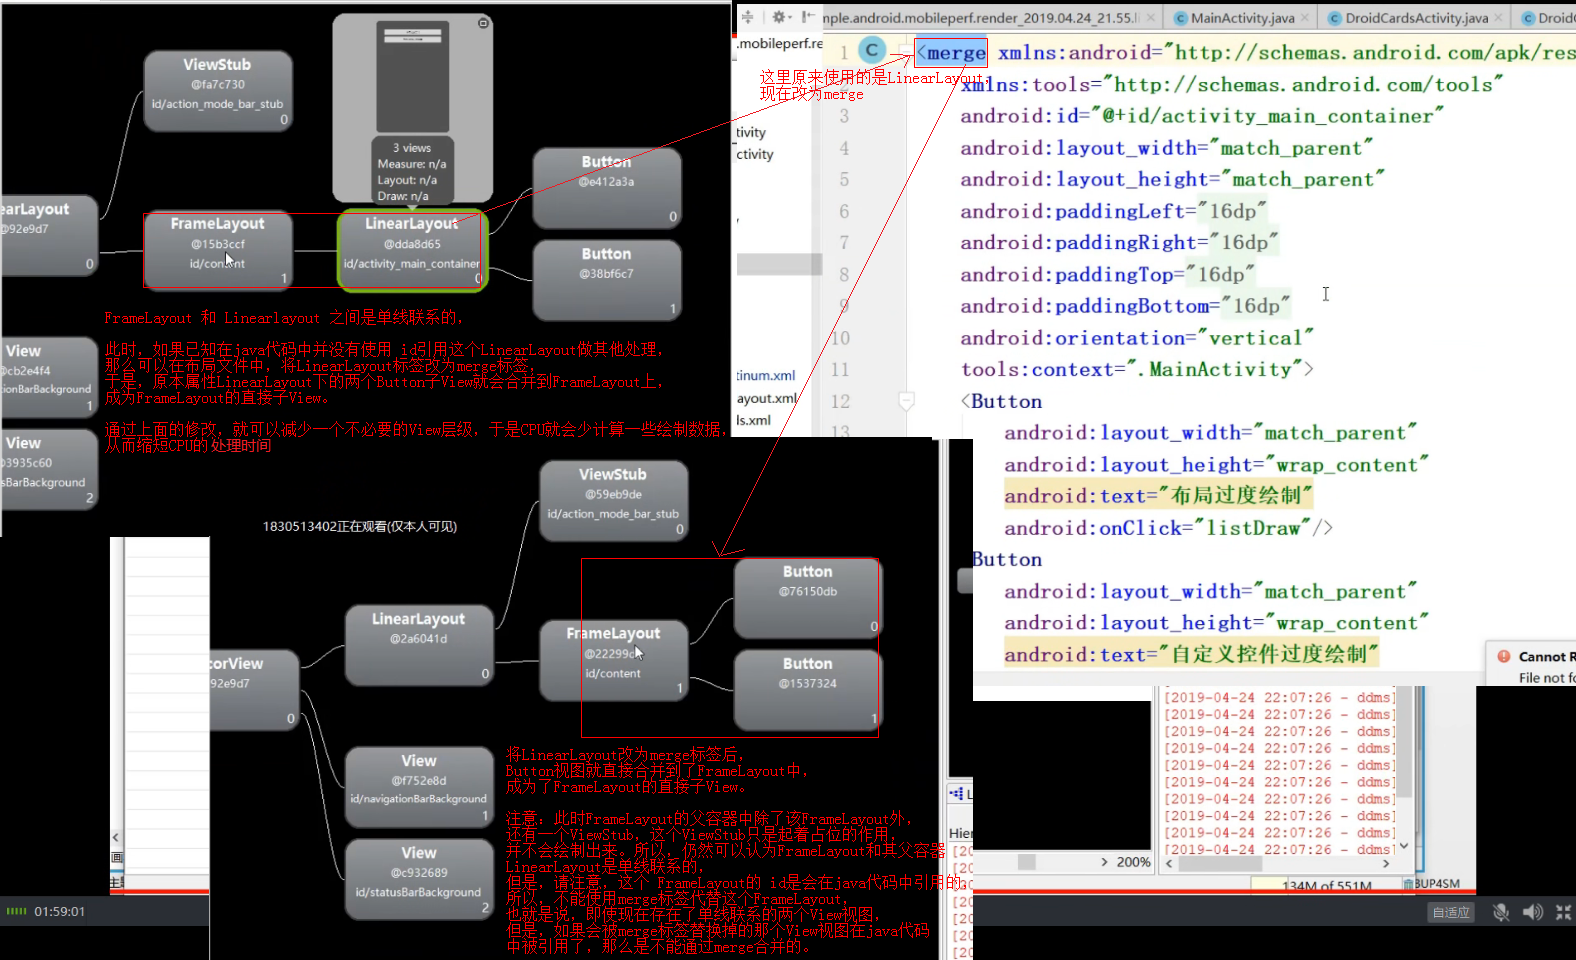 ViewStub
@fa7c730
id/action_mode_bar_stub
0
3 views
Measure: n/a
Layout: n/a
Draw: n/a
Button
@e412a3a
0
earLayout
@92e9d7
0
FrameLayout
@15b3ccf
id/content
1
LinearLayout
@dda8d65
id/activity_main_container
0
Button
@38bf6c7
1
FrameLayout 和 Linearlayout 之间是单线联系的，
此时，如果已知在java代码中并没有使用 id引用这个LinearLayout做其他处理，
那么可以在布局文件中，将LinearLayout标签改为merge标签，
于是，原本属性LinearLayout下的两个Button子View就会合并到FrameLayout上，
成为FrameLayout的直接子View。
通过上面的修改，就可以减少一个不必要的View层级，于是CPU就会少计算一些绘制数据，
从而缩短CPU的处理时间
View
@cb2e4f4
ionBarBackground
1
View
@3935c60
sBarBackground
2
mple.android.mobileperf.render_2019.04.24_21.55.l
MainActivity.java
DroidCardsActivity.java
DroidC
.mobileperf.re
tivity
ctivity
tinum.xml
ayout.xml
ls.xml
这里原来使用的是LinearLayout，
现在改为merge
1 <merge xmlns:android="http://schemas.android.com/apk/res
xmlns:tools="http://schemas.android.com/tools"
3 android:id="@+id/activity_main_container"
4 android:layout_width="match_parent"
5 android:layout_height="match_parent"
6 android:paddingLeft="16dp"
7 android:paddingRight="16dp"
8 android:paddingTop="16dp"
9 android:paddingBottom="16dp"
10 android:orientation="vertical"
11 tools:context=".MainActivity">
12 <Button
13 android:layout_width="match_parent"
android:layout_height="wrap_content"
android:text="布局过度绘制"
android:onClick="listDraw"/>
Button
android:layout_width="match_parent"
android:layout_height="wrap_content"
android:text="自定义控件过度绘制"
Cannot R
File not fo
1830513402正在观看(仅本人可见)
ViewStub
@59eb9de
id/action_mode_bar_stub
0
LinearLayout
@2a6041d
0
corView
92e9d7
0
FrameLayout
@22299c
id/content
1
Button
@76150db
0
Button
@1537324
1
View
@f752e8d
id/navigationBarBackground
1
View
@c932689
id/statusBarBackground
2
将LinearLayout改为merge标签后，
Button视图就直接合并到了FrameLayout中，
成为了FrameLayout的直接子View。
注意：此时FrameLayout的父容器中除了该FrameLayout外，
还有一个ViewStub，这个ViewStub只是起着占位的作用，
并不会绘制出来。所以，仍然可以认为FrameLayout和其父容器
LinearLayout是单线联系的，
但是，请注意，这个 FrameLayout的 id是会在java代码中引用的，
所以，不能使用merge标签代替这个FrameLayout，
也就是说，即使现在存在了单线联系的两个View视图，
但是，如果会被merge标签替换掉的那个View视图在java代码
中被引用了，那么是不能通过merge合并的。
[2019-04-24 22:07:26 - ddms]
[2019-04-24 22:07:26 - ddms]
[2019-04-24 22:07:26 - ddms]
[2019-04-24 22:07:26 - ddms]
[2019-04-24 22:07:26 - ddms]
[2019-04-24 22:07:26 - ddms]
[2019-04-24 22:07:26 - ddms]
[2019-04-24 22:07:26 - ddms]
[2019-04-24 22:07:26 - ddms]
[2019-04-24 22:07:26 - ddms]
L
Hier
[20
[20
[20
[20
[20
[20
[20
200%
134M of 551M
BUP4SM
01:59:01
自适应